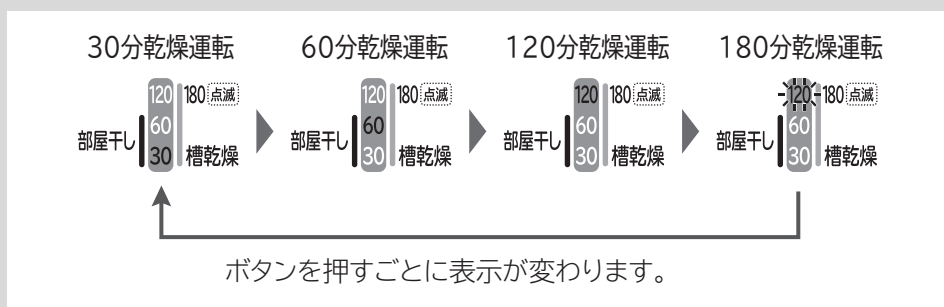 30分乾燥運転 60分乾燥運転 120分乾燥運転 180分乾燥運転
120 180 点滅 120 180 点滅 120 180 点滅 120 180 点滅
部屋干し 60 部屋干し 60 部屋干し 60 部屋干し 60
30 槽乾燥 30 槽乾燥 30 槽乾燥 30 槽乾燥
ボタンを押すごとに表示が変わります。